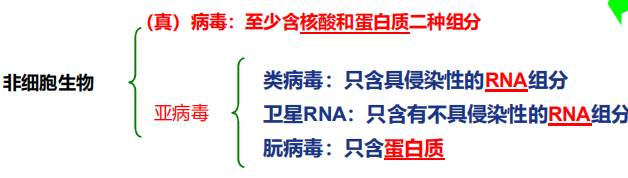 (真）病毒：至少含核酸和蛋白质二种组分
非细胞生物
类病毒：只含具侵染性的RNA组分
亚病毒
卫星RNA：只含有不具侵染性的RNA组分
朊病毒：只含蛋白质